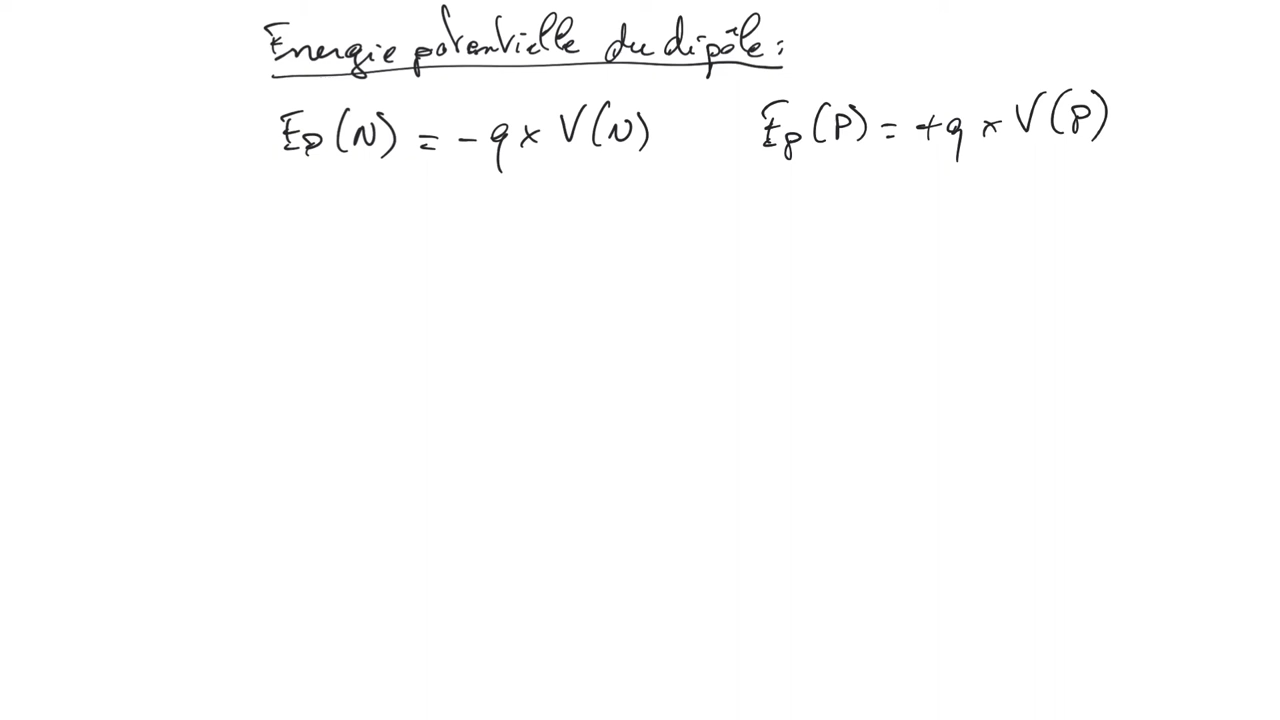 Energie potentielle du dipôle :
Ep(N) = - q x V(N) Ep(P) = +q x V(P)